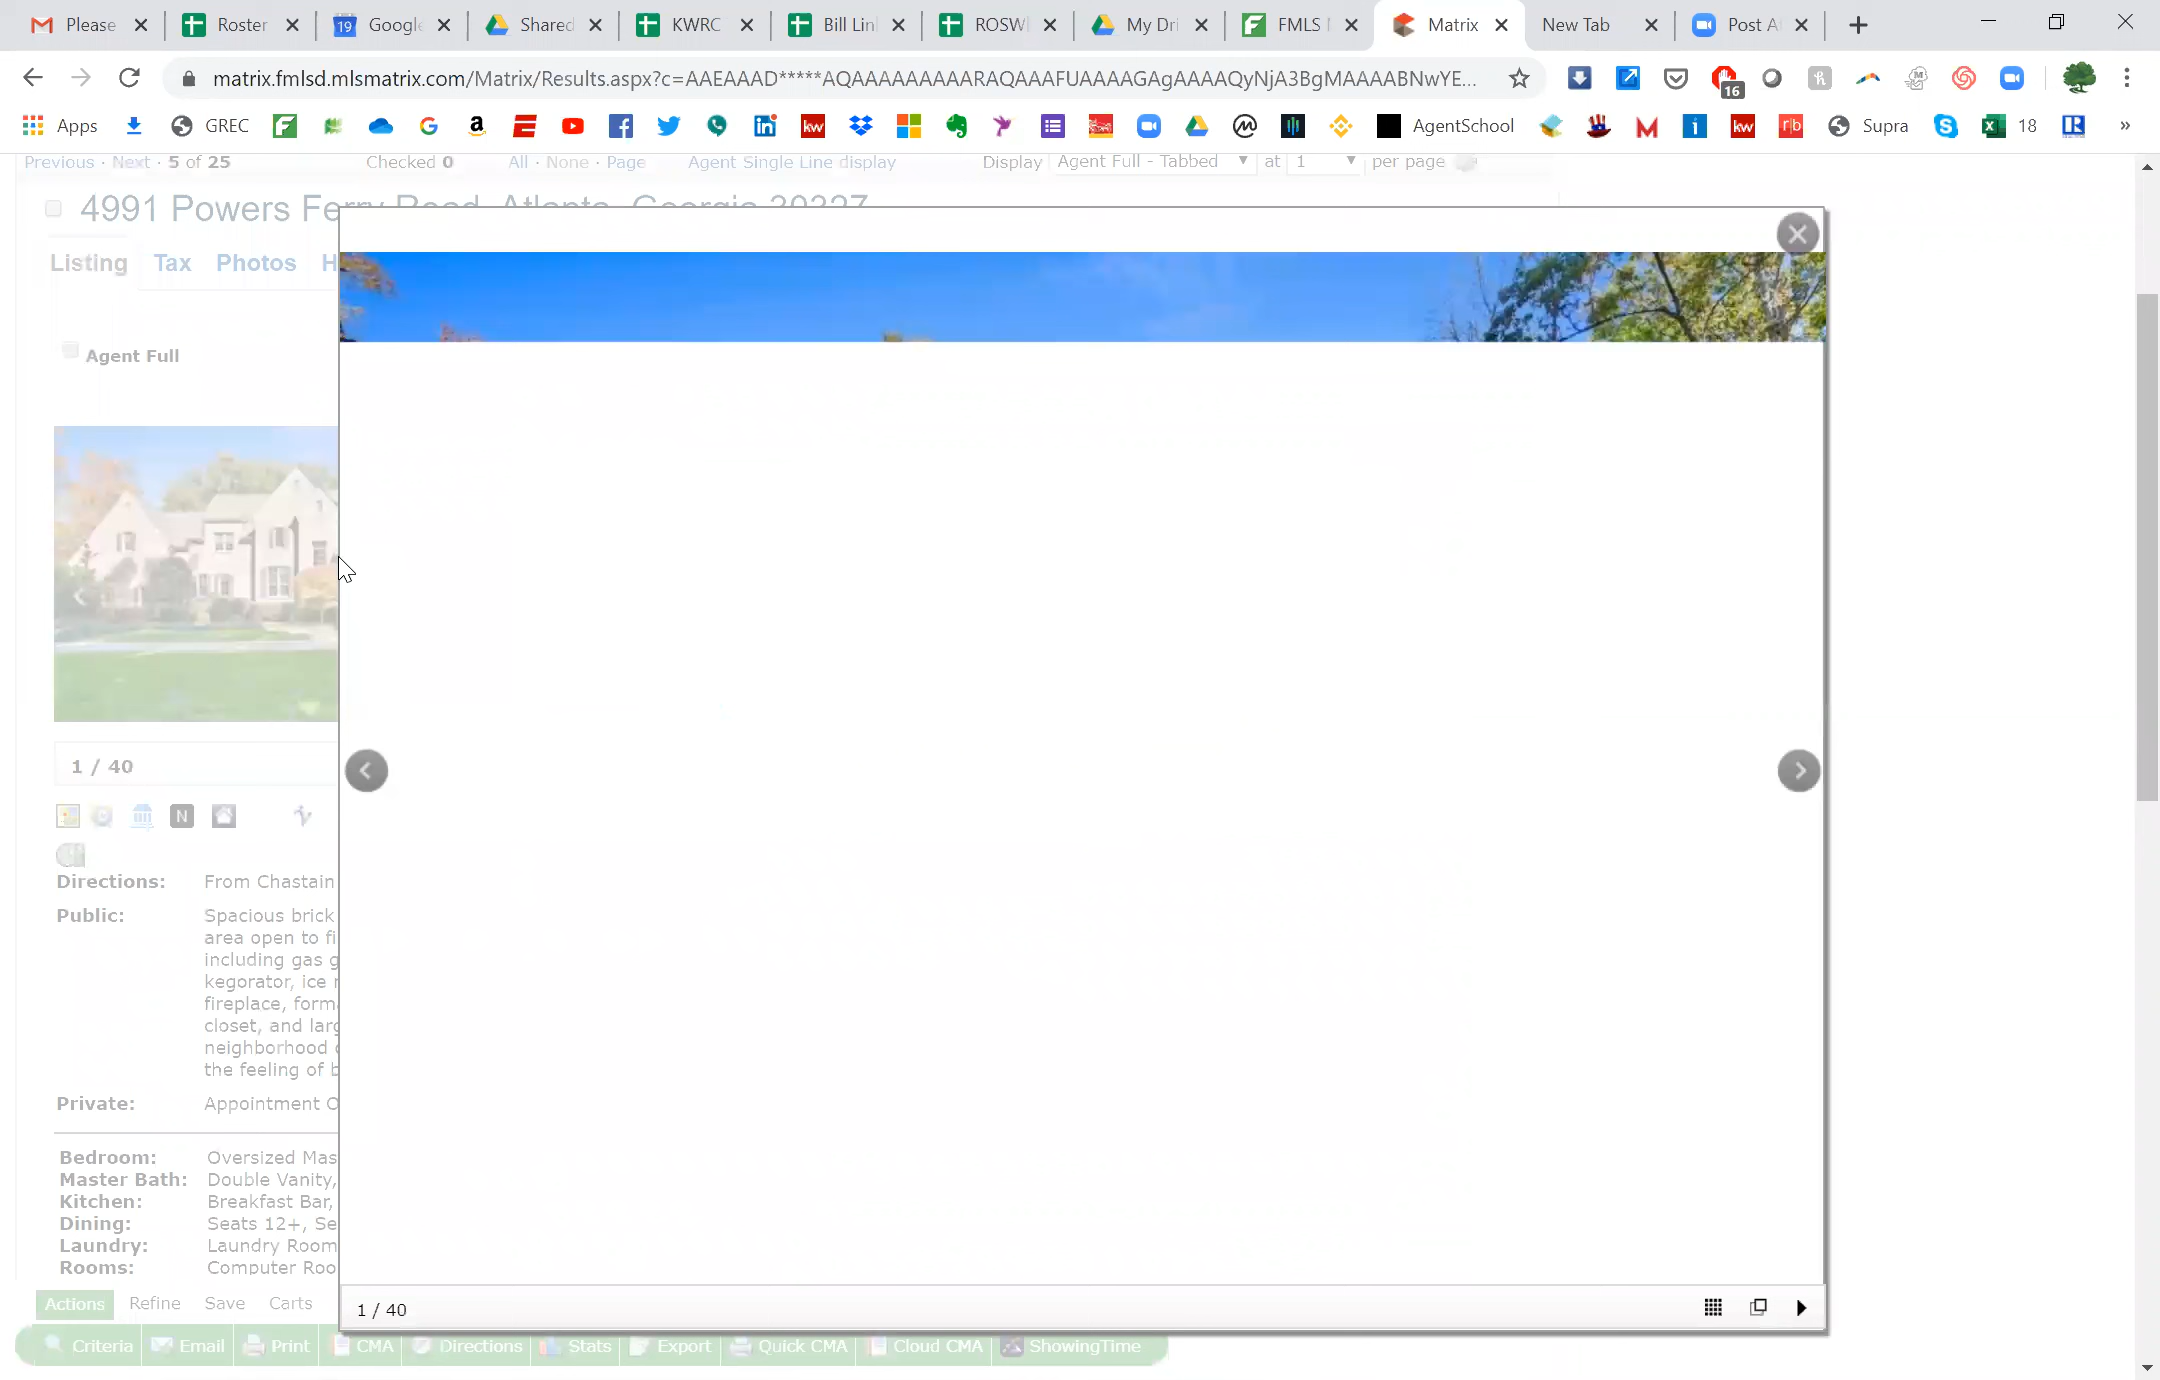 Please
Roster
Google
Shared
KWRC
Bill Lin
ROSW
My Dri
FMLS
Matrix
New Tab
Post A
matrix.fmlsd.mlsmatrix.com/Matrix/Results.aspx?c=AAEAAAD*****AQAAAAAAAAARAQAAAFUAAAAGAgAAAAQyNjA3BgMAAAABNwYE...
16
Apps
GREC
AgentSchool
Supra
18
Previous · Next · 5 of 25
Checked 0
All · None · Page
Agent Single Line display
Display Agent Full - Tabbed at 1 per page
4991 Powers Ferry Road, Atlanta, Georgia 30327
Listing Tax Photos H
Agent Full
1 / 40
Directions: From Chastain
Public: Spacious brick
area open to fi
including gas g
kegorator, ice
fireplace, form
closet, and larg
neighborhood
the feeling of b
Private: Appointment O
Bedroom: Oversized Mas
Master Bath: Double Vanity,
Kitchen: Breakfast Bar,
Dining: Seats 12+, Se
Laundry: Laundry Room
Rooms: Computer Roo
1 / 40
Actions Refine Save Carts
Criteria Email Print CMA Directions Stats Export Quick CMA Cloud CMA ShowingTime